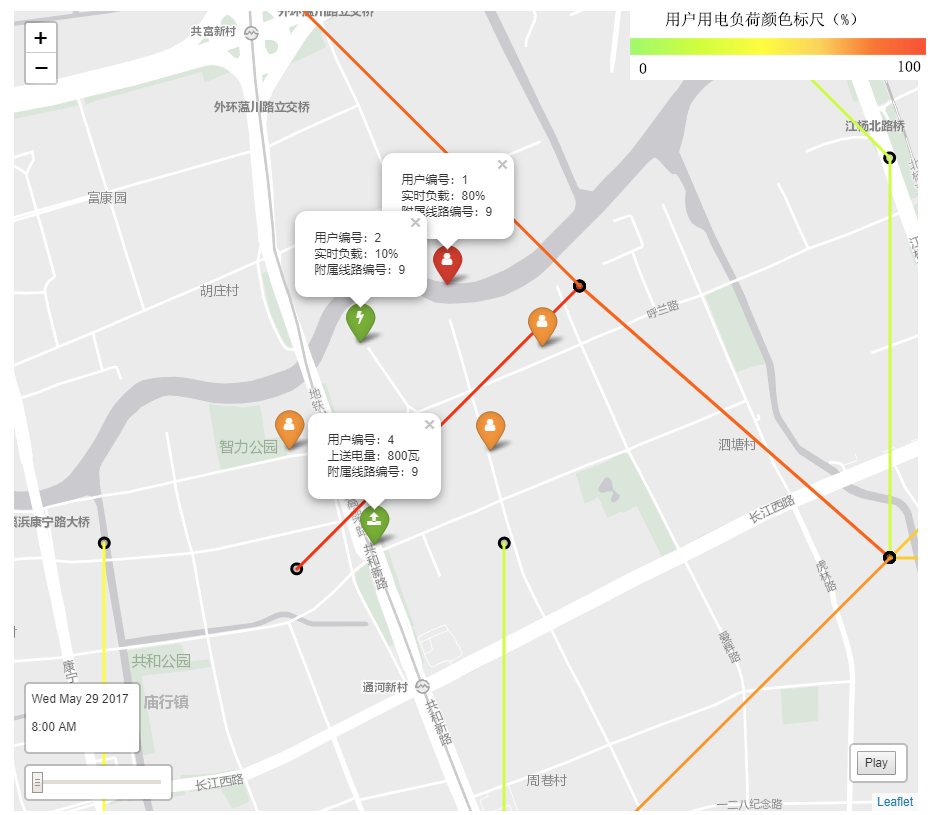 外环蕰川路立交桥
共富新村
+
−
用户用电负荷颜色标尺（%）
0
100
外环蕰川路立交桥
江杨北路桥
富康园
×
用户编号：1
实时负载：80%
附属线路编号：9
×
用户编号：2
实时负载：10%
附属线路编号：9
胡庄村
呼兰路
地铁
智力公园
×
用户编号：4
上送电量：800瓦
附属线路编号：9
泗塘村
长江西路
浜康宁路大桥
共和新路
虎林路
爱辉路
共和公园
康宁
通河新村
庙行镇
共和新路
Wed May 29 2017
8:00 AM
长江西路
周巷村
Play
一二八纪念路
Leaflet